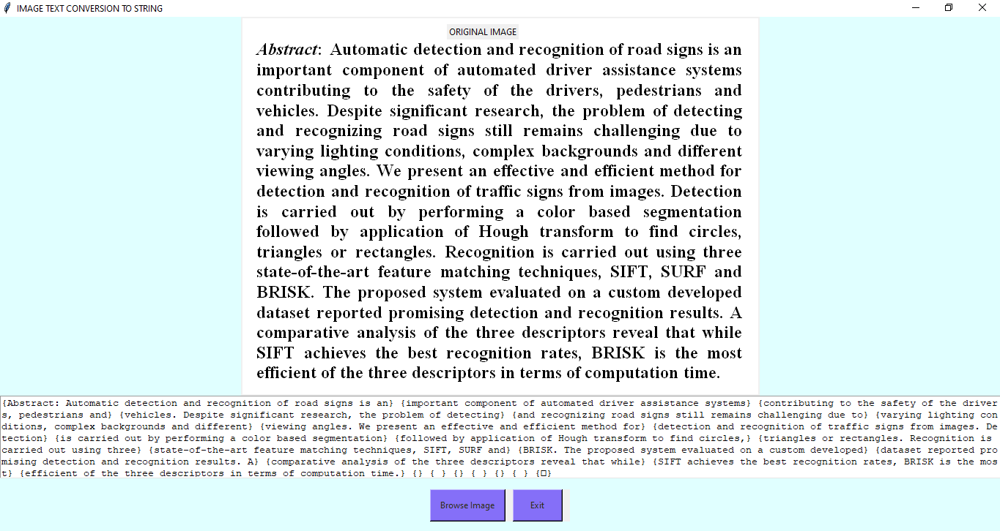 IMAGE TEXT CONVERSION TO STRING
ORIGINAL IMAGE
Abstract: Automatic detection and recognition of road signs is an
important component of automated driver assistance systems
contributing to the safety of the drivers, pedestrians and
vehicles. Despite significant research, the problem of detecting
and recognizing road signs still remains challenging due to
varying lighting conditions, complex backgrounds and different
viewing angles. We present an effective and efficient method for
detection and recognition of traffic signs from images. Detection
is carried out by performing a color based segmentation
followed by application of Hough transform to find circles,
triangles or rectangles. Recognition is carried out using three
state-of-the-art feature matching techniques, SIFT, SURF and
BRISK. The proposed system evaluated on a custom developed
dataset reported promising detection and recognition results. A
comparative analysis of the three descriptors reveal that while
SIFT achieves the best recognition rates, BRISK is the most
efficient of the three descriptors in terms of computation time.
{Abstract: Automatic detection and recognition of road signs is an} {important component of automated driver assistance systems} {contributing to the safety of the driver
s, pedestrians and} {vehicles. Despite significant research, the problem of detecting} {and recognizing road signs still remains challenging due to} {varying lighting con
ditions, complex backgrounds and different} {viewing angles. We present an effective and efficient method for} {detection and recognition of traffic signs from images. De
tection} {is carried out by performing a color based segmentation} {followed by application of Hough transform to find circles,} {triangles or rectangles. Recognition is
carried out using three} {state-of-the-art feature matching techniques, SIFT, SURF and} {BRISK. The proposed system evaluated on a custom developed} {dataset reported pro
mising detection and recognition results. A} {comparative analysis of the three descriptors reveal that while} {SIFT achieves the best recognition rates, BRISK is the mos
t} {efficient of the three descriptors in terms of computation time.} {} { } {} { } {} { } {□}
Browse Image Exit